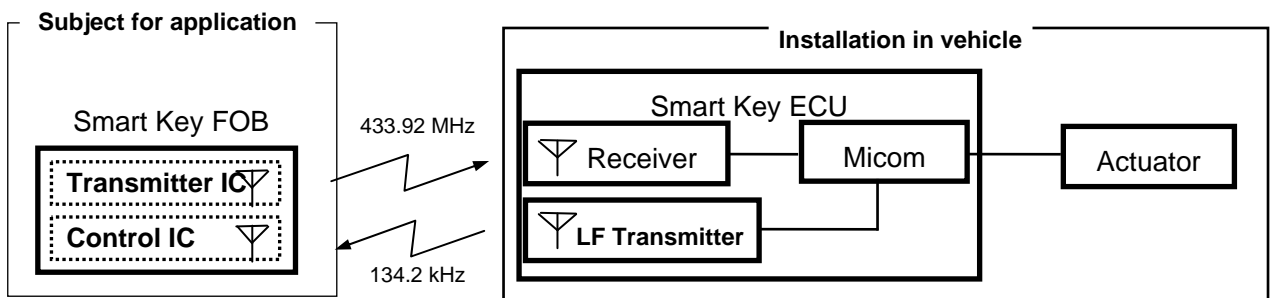 Subject for application
Smart Key FOB
Transmitter IC
Control IC
433.92 MHz
134.2 kHz
Installation in vehicle
Smart Key ECU
Receiver
Micom
LF Transmitter
Actuator